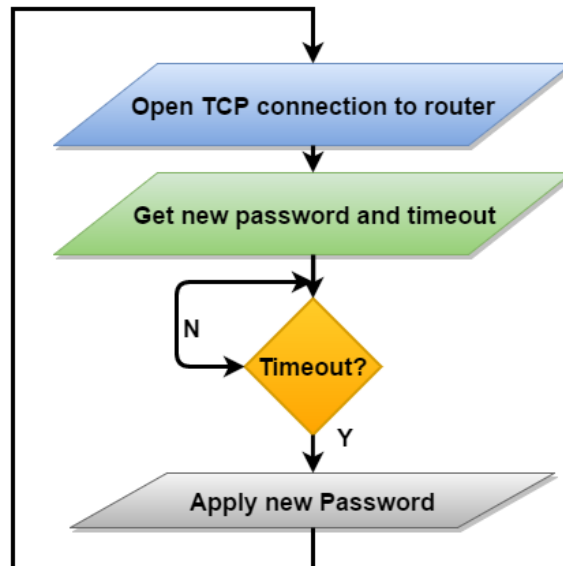 Open TCP connection to router
Get new password and timeout
N
Timeout?
Y
Apply new Password